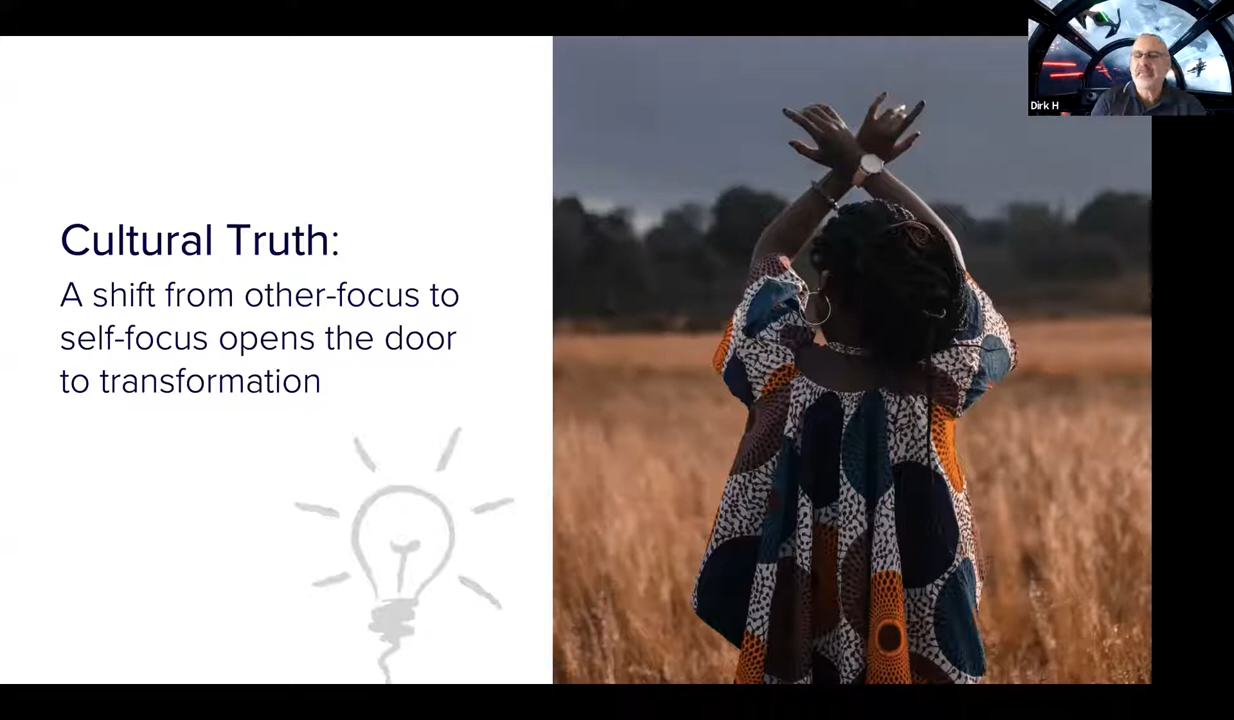 Cultural Truth:
A shift from other-focus to
self-focus opens the door
to transformation
Dirk H